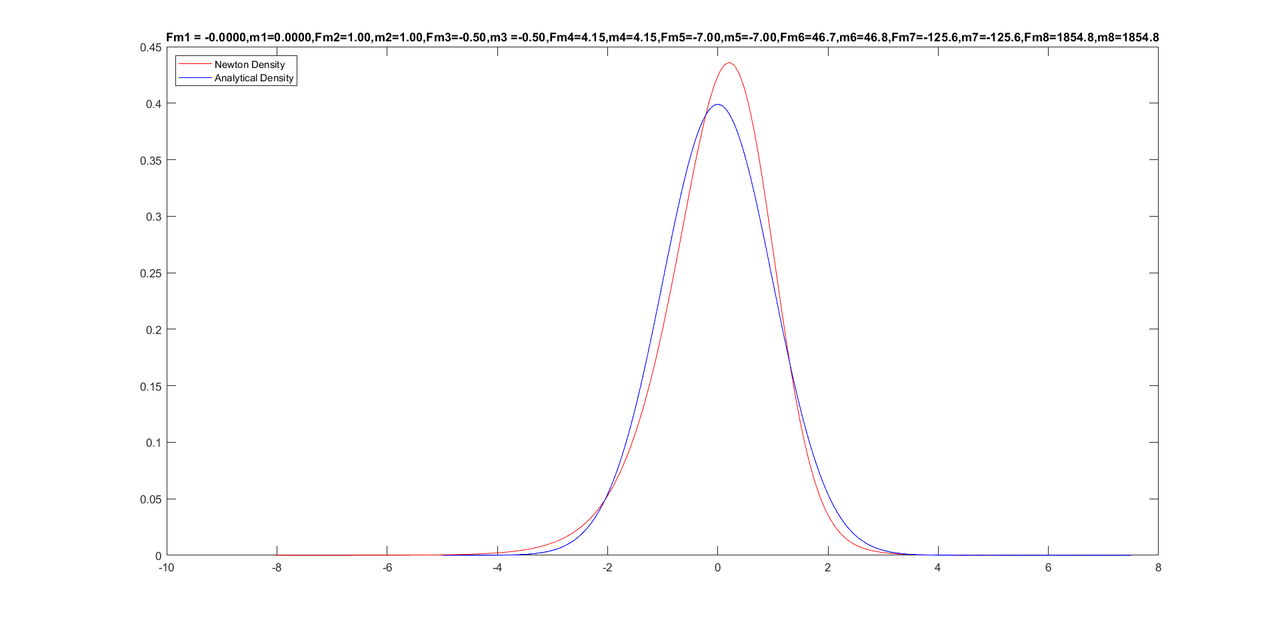 Fm1 = -0.0000,m1=0.0000,Fm2=1.00,m2=1.00,Fm3=-0.50,m3 =-0.50,Fm4=4.15,m4=4.15,Fm5=-7.00,m5=-7.00,Fm6=46.7,m6=46.8,Fm7=-125.6,m7=-125.6,Fm8=1854.8,m8=1854.8
Newton Density
Analytical Density
0.45
0.4
0.35
0.3
0.25
0.2
0.15
0.1
0.05
0
-10 -8 -6 -4 -2 0 2 4 6 8